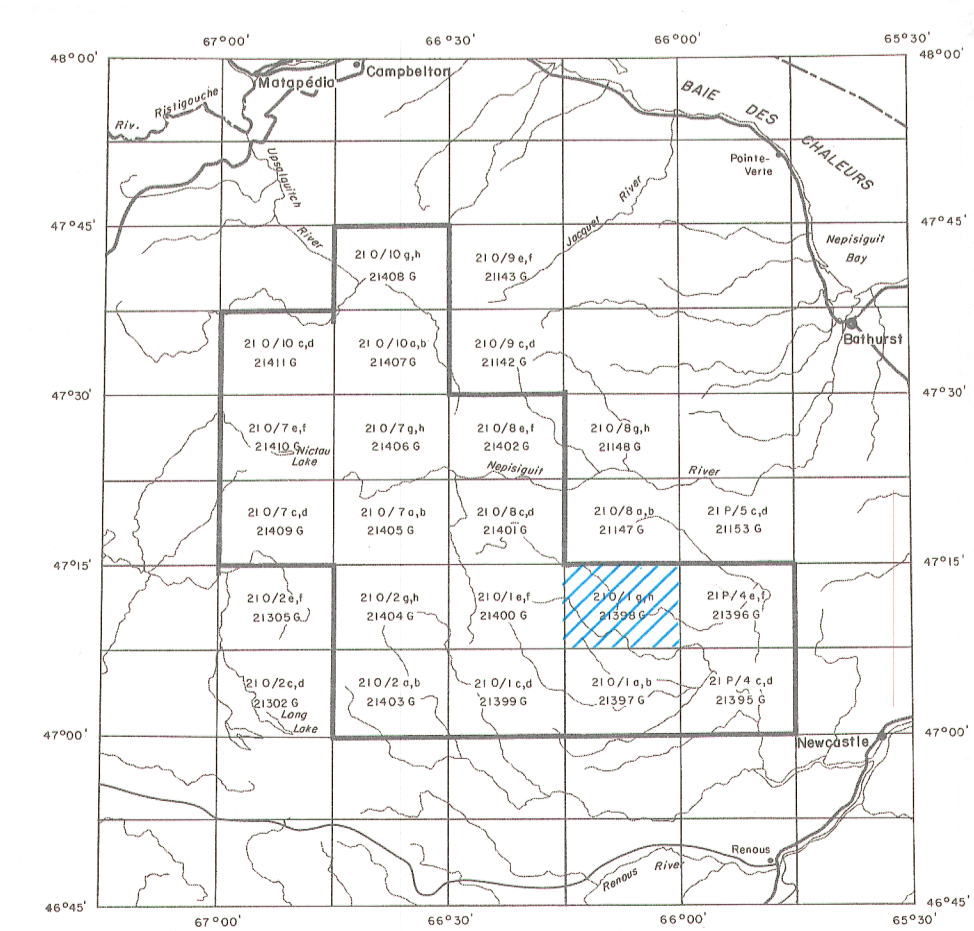 67°00' 66°30' 66°00' 65°30'
48°00' 48°00'
Campbelton
Matapédia
Ristigouche
Riv.
BAIE DES CHALEURS
Pointe-
Verte
Upsalquitch River
Jacquet River
47°45' 47°45'
Nepisiguit
Bay
21 O/10 g,h 21 O/9 e,f
21408 G 21143 G
Bathurst
21 O/10 c,d 21 O/10 a,b 21 O/9 c,d
21411 G 21407 G 21142 G
47°30' 47°30'
21 O/7 e,f 21 O/7 g,h 21 O/8 e,f 21 O/8 g,h
21410 G 21406 G 21402 G 21148 G
Nictau
Lake
Nepisiguit River
21 O/7 c,d 21 O/7 a,b 21 O/8 c,d 21 O/8 a,b 21 P/5 c,d
21409 G 21405 G 21401 G 21147 G 21153 G
47°15' 47°15'
21 O/2 e,f 21 O/2 g,h 21 O/1 e,f 21 O/1 g,h 21 P/4 e,f
21305 G 21404 G 21400 G 21398 G 21396 G
21 O/2 c,d 21 O/2 a,b 21 O/1 c,d 21 O/1 a,b 21 P/4 c,d
21302 G 21403 G 21399 G 21397 G 21395 G
Long
Lake
47°00' 47°00'
Newcastle
Renous
Renous River
46°45' 46°45'
67°00' 66°30' 66°00' 65°30'